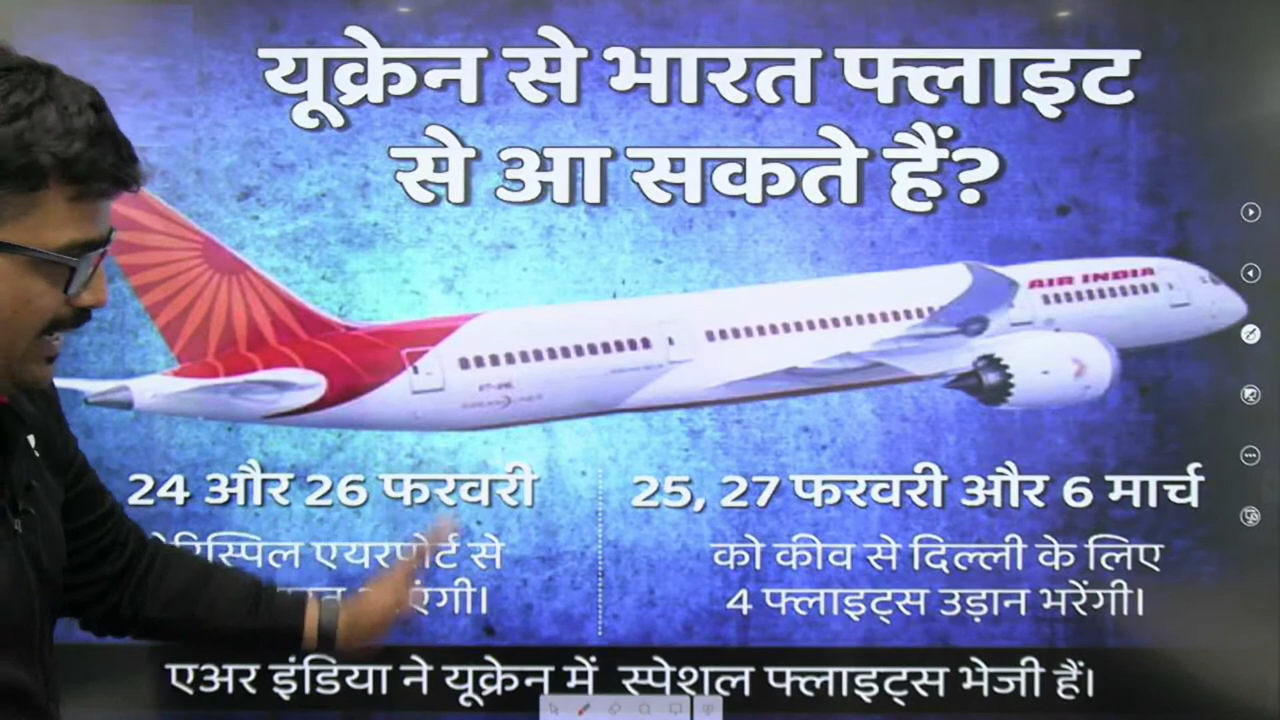 यूक्रेन से भारत फ्लाइट
से आ सकते हैं?
AIR INDIA
24 और 26 फरवरी
एयरपोर्ट से
25, 27 फरवरी और 6 मार्च
को कीव से दिल्ली के लिए
4 फ्लाइट्स उड़ान भरेंगी।
एअर इंडिया ने यूक्रेन में स्पेशल फ्लाइट्स भेजी हैं।